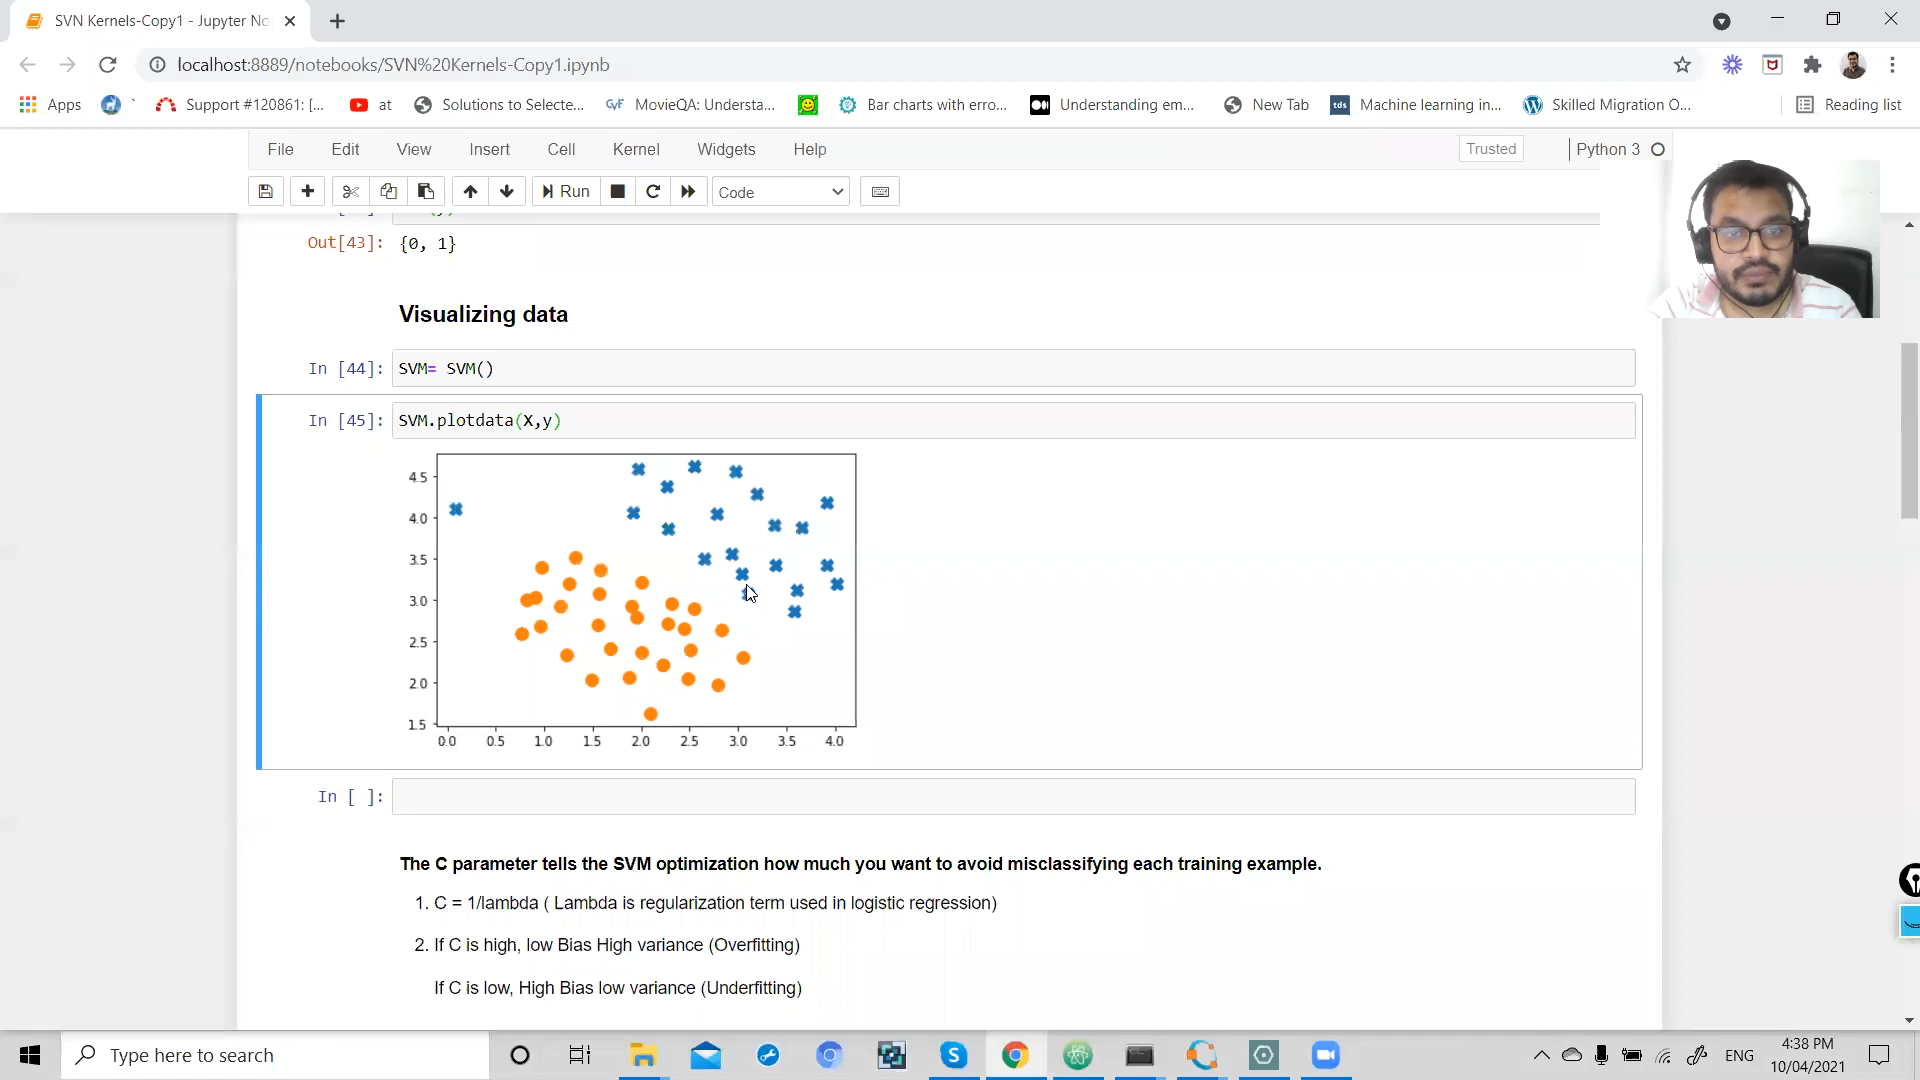 SVN Kernels-Copy1 - Jupyter No
localhost:8889/notebooks/SVN%20Kernels-Copy1.ipynb
Apps
Support #120861: [...
at
Solutions to Selecte...
GyF MovieQA: Understa...
Bar charts with erro...
Understanding em...
New Tab
tds Machine learning in...
Skilled Migration O...
Reading list
File Edit View Insert Cell Kernel Widgets Help
Trusted
Python 3
Run
Code
Out[43]: {0, 1}
Visualizing data
In [44]: SVM= SVM()
In [45]: SVM.plotdata(X,y)
4.5
4.0
3.5
3.0
2.5
2.0
1.5
0.0 0.5 1.0 1.5 2.0 2.5 3.0 3.5 4.0
In [ ]:
The C parameter tells the SVM optimization how much you want to avoid misclassifying each training example.
1. C = 1/lambda ( Lambda is regularization term used in logistic regression)
2. If C is high, low Bias High variance (Overfitting)
If C is low, High Bias low variance (Underfitting)
Type here to search
ENG
4:38 PM
10/04/2021